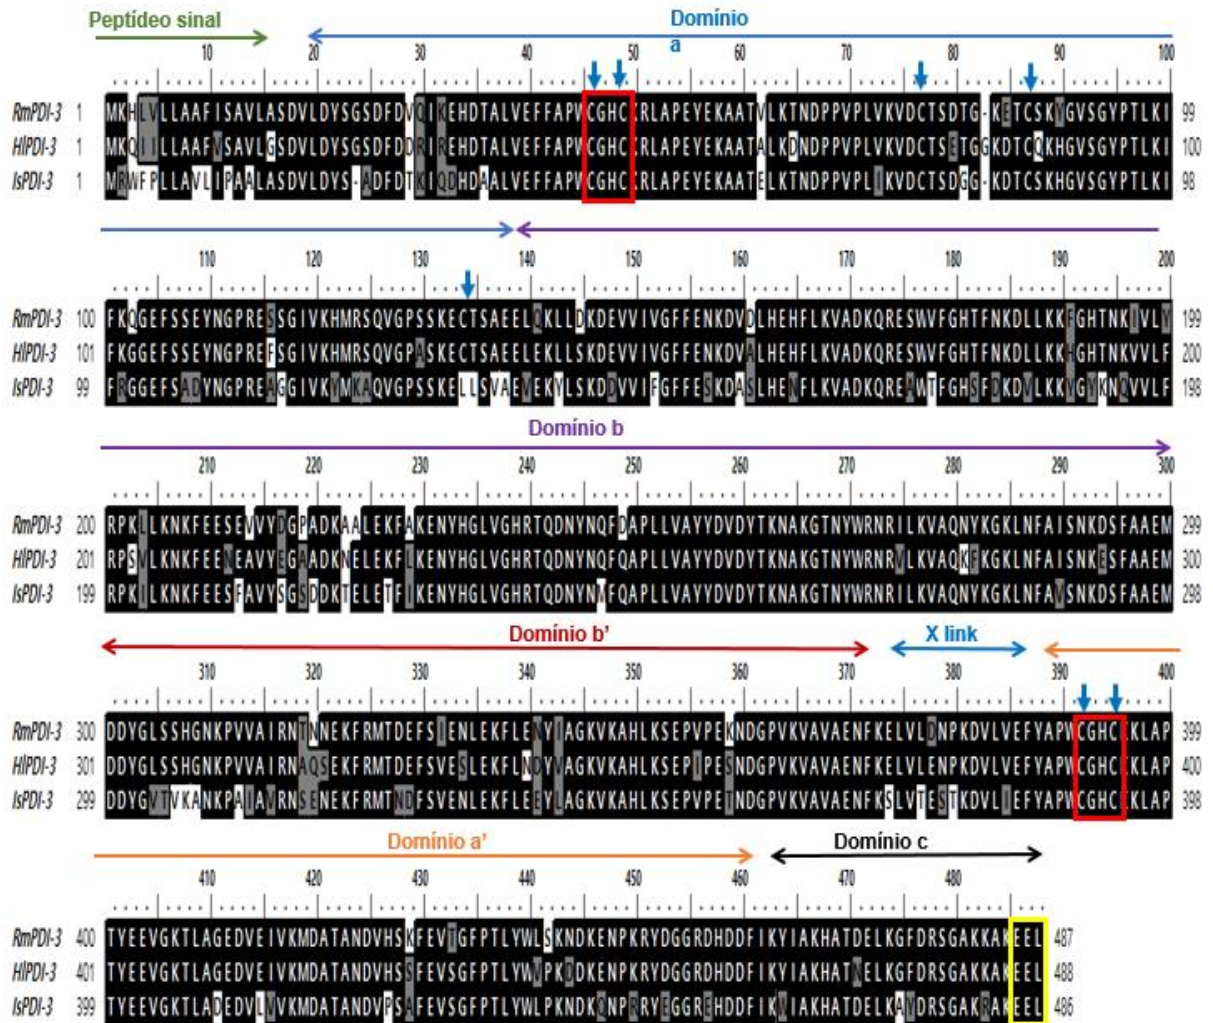 Peptídeo sinal Domínio a
10 20 30 40 50 60 70 80 90 100
RmPDI-3 1 MKHLVLLAAFISAVLASDVLDYSGSDFDVQIKEHDTALVEFFAPWCGHCKRLAPEYEKAATVLKTNDPPVPLVKVDCTSDTG-KETCSKYGVSGYPTLKI 99
HlPDI-3 1 MKQIILLAAFVSAVLGSDVLDYSGSDFDDRIREHDTALVEFFAPWCGHCKRLAPEYEKAATALKDNDPPVPLVKVDCTSETGGKDTCQKYGVSGYPTLKI 100
IsPDI-3 1 MRWFPLLAVLIPAALASDVLDYS-ADFDTKIQDHDAALVEFFAPWCGHCKRLAPEYEKAATELKTNDPPVPLIKVDCTSDGG-KDTCSKHGVSGYPTLKI 98
110 120 130 140 150 160 170 180 190 200
RmPDI-3 100 FKQGEFSSEYNGPRESSGIVKHMRSQVGPSSKECTSAEELQKLLDKDEVVIVGFFENKDVDLHEHFLKVADKQRESWVFGHTFNKDLLKKFGHTNKIVLY 199
HlPDI-3 101 FKGGEFSSEYNGPREFSGIVKHMRSQVGPASKECTSAEELEKLLSKDEVVIVGFFENKDVALHEHFLKVADKQRESWVFGHTFNKDLLKKHGHTNKVVLF 200
IsPDI-3 99 FRGGEFSADYNGPREAGGIVKYMKAQVGPSSKELLSVAEVEKYLSKDDVVIFGFFESKDASLHENFLKVADKQREAWTFGHSFDKDVLKKYGYKNQVVLF 198
Domínio b
210 220 230 240 250 260 270 280 290 300
RmPDI-3 200 RPKLLKNKFEESEVVYDGPADKAALEKFAKENYHGLVGHRTQDNYNQFDAPLLVAYYDVDYTKNAKGTNYWRNRILKVAQNYKGKLNFAISNKDSFAAEM 299
HlPDI-3 201 RPSVLKNKFEENEAVYEGAADKNELEKFLKENYHGLVGHRTQDNYNQFQAPLLVAYYDVDYTKNAKGTNYWRNRVLKVAQKFKGKLNFAISNKESFAAEM 300
IsPDI-3 199 RPKILKNKFEESFAVYSGSDDKTELETFIKENYHGLVGHRTQDNYNMFQAPLLVAYYDVDYTKNAKGTNYWRNRILKVAQNYKGKLNFAVSNKDSFAAEM 298
Domínio b’ X link
310 320 330 340 350 360 370 380 390 400
RmPDI-3 300 DDYGLSSHGNKPVVAIRNTNNEKFRMTDEFSIENLEKFLENYIAGKVKAHLKSEPVPEKNDGPVKVAVAENFKELVLDNPKDVLVEFYAPWCGHCKKLAP 399
HlPDI-3 301 DDYGLSSHGNKPVVAIRNAQSEKFRMTDEFSVESLEKFLNDYVAGKVKAHLKSEPIPESNDGPVKVAVAENFKELVLENPKDVLVEFYAPWCGHCKKLAP 400
IsPDI-3 299 DDYGVTVKANKPAIAVRNSENEKFRMTNDFSVENLEKFLEEYLAGKVKAHLKSEPVPETNDGPVKVAVAENFKSLVTESTKDVLIEFYAPWCGHCKKLAP 398
Domínio a’ Domínio c
410 420 430 440 450 460 470 480
RmPDI-3 400 TYEEVGKTLAGEDVEIVKMDATANDVHSKFEVTGFPTLYWLSKNDKENPKRYDGGRDHDDFIKYIAKHATDELKGFDRSGAKKAKEEL 487
HlPDI-3 401 TYEEVGKTLAGEDVEIVKMDATANDVHSSFEVSGFPTLYWVPKDDKENPKRYDGGRDHDDFIKYIAKHATNELKGFDRSGAKKAKEEL 488
IsPDI-3 399 TYEEVGKTLADEDVLVVKMDATANDVPSAFEVSGFPTLYWLPKNDKQNPRRYEGGREHDDFIKWIAKHATDELKAYDRSGAKRAKEEL 486